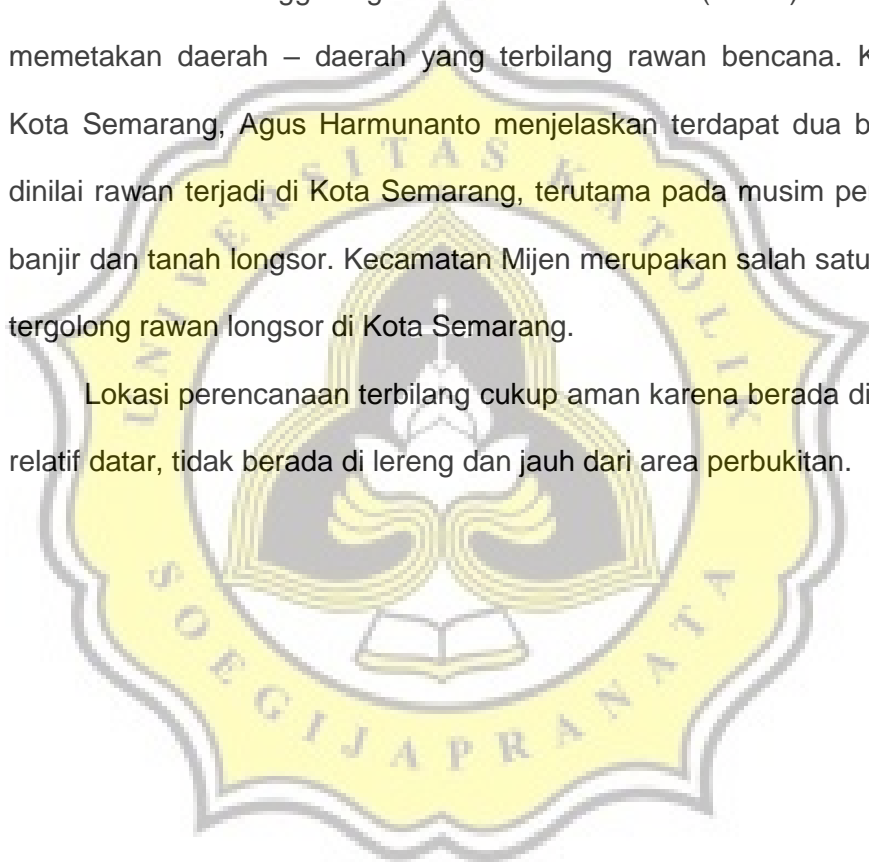 memetakan daerah – daerah yang terbilang rawan bencana. K
Kota Semarang, Agus Harmunanto menjelaskan terdapat dua b
dinilai rawan terjadi di Kota Semarang, terutama pada musim pe
banjir dan tanah longsor. Kecamatan Mijen merupakan salah satu
tergolong rawan longsor di Kota Semarang.
Lokasi perencanaan terbilang cukup aman karena berada di
relatif datar, tidak berada di lereng dan jauh dari area perbukitan.
UNIVERSITAS KATOLIK
SOEGIJAPRANATA